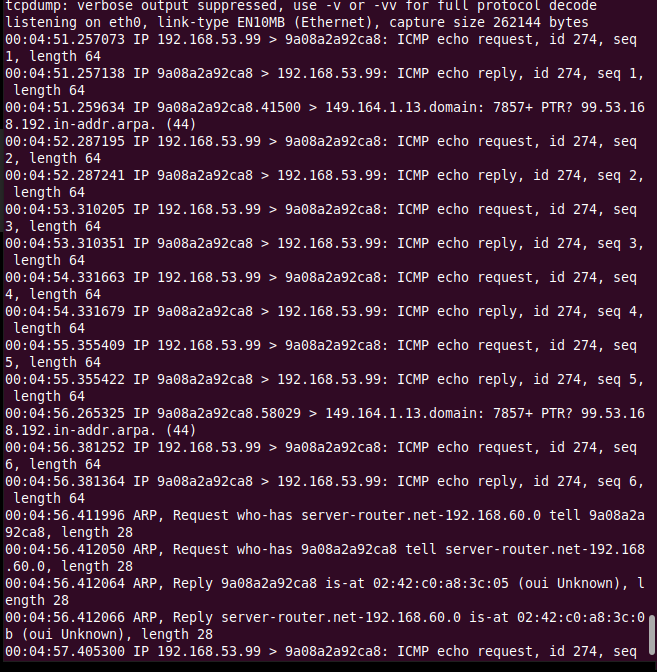 tcpdump: verbose output suppressed, use -v or -vv for full protocol decode
listening on eth0, link-type EN10MB (Ethernet), capture size 262144 bytes
00:04:51.257073 IP 192.168.53.99 > 9a08a2a92ca8: ICMP echo request, id 274, seq
1, length 64
00:04:51.257138 IP 9a08a2a92ca8 > 192.168.53.99: ICMP echo reply, id 274, seq 1,
 length 64
00:04:51.259634 IP 9a08a2a92ca8.41500 > 149.164.1.13.domain: 7857+ PTR? 99.53.16
8.192.in-addr.arpa. (44)
00:04:52.287195 IP 192.168.53.99 > 9a08a2a92ca8: ICMP echo request, id 274, seq
2, length 64
00:04:52.287241 IP 9a08a2a92ca8 > 192.168.53.99: ICMP echo reply, id 274, seq 2,
 length 64
00:04:53.310205 IP 192.168.53.99 > 9a08a2a92ca8: ICMP echo request, id 274, seq
3, length 64
00:04:53.310351 IP 9a08a2a92ca8 > 192.168.53.99: ICMP echo reply, id 274, seq 3,
 length 64
00:04:54.331663 IP 192.168.53.99 > 9a08a2a92ca8: ICMP echo request, id 274, seq
4, length 64
00:04:54.331679 IP 9a08a2a92ca8 > 192.168.53.99: ICMP echo reply, id 274, seq 4,
 length 64
00:04:55.355409 IP 192.168.53.99 > 9a08a2a92ca8: ICMP echo request, id 274, seq
5, length 64
00:04:55.355422 IP 9a08a2a92ca8 > 192.168.53.99: ICMP echo reply, id 274, seq 5,
 length 64
00:04:56.265325 IP 9a08a2a92ca8.58029 > 149.164.1.13.domain: 7857+ PTR? 99.53.16
8.192.in-addr.arpa. (44)
00:04:56.381252 IP 192.168.53.99 > 9a08a2a92ca8: ICMP echo request, id 274, seq
6, length 64
00:04:56.381364 IP 9a08a2a92ca8 > 192.168.53.99: ICMP echo reply, id 274, seq 6,
 length 64
00:04:56.411996 ARP, Request who-has server-router.net-192.168.60.0 tell 9a08a2a
92ca8, length 28
00:04:56.412050 ARP, Request who-has 9a08a2a92ca8 tell server-router.net-192.168
.60.0, length 28
00:04:56.412064 ARP, Reply 9a08a2a92ca8 is-at 02:42:c0:a8:3c:05 (oui Unknown), l
ength 28
00:04:56.412066 ARP, Reply server-router.net-192.168.60.0 is-at 02:42:c0:a8:3c:0
b (oui Unknown), length 28
00:04:57.405300 IP 192.168.53.99 > 9a08a2a92ca8: ICMP echo request, id 274, seq